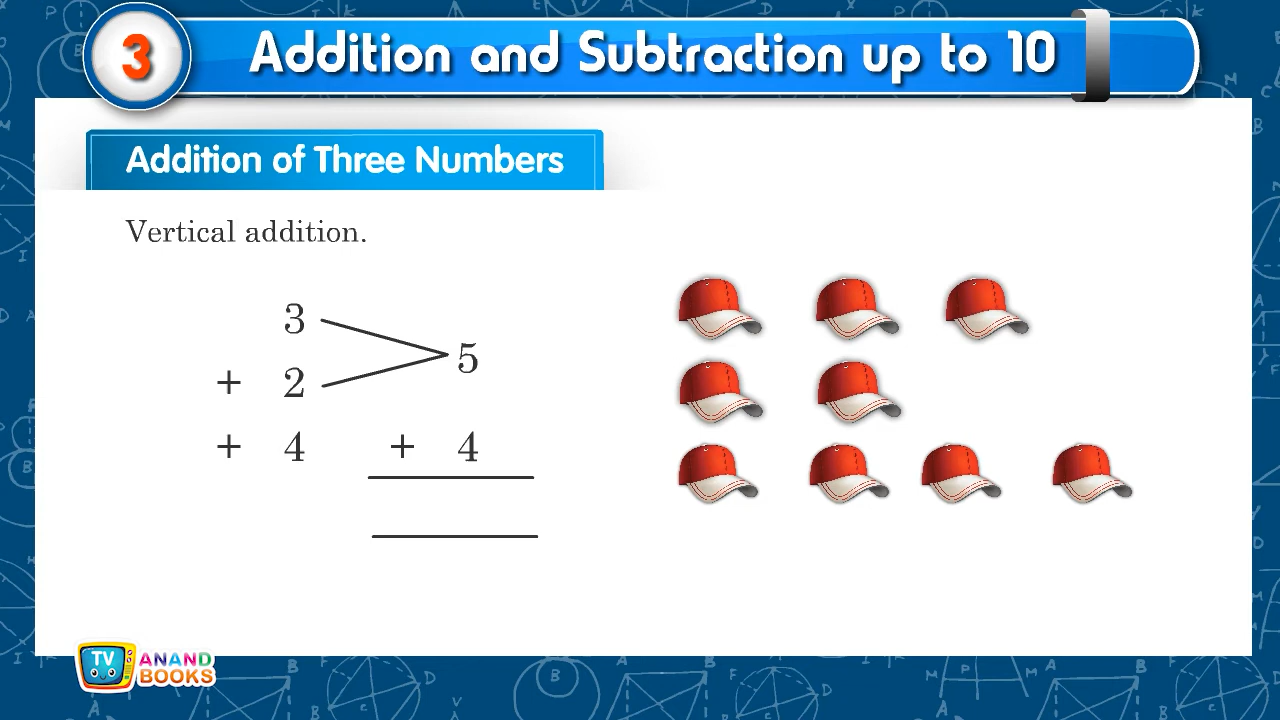 3 Addition and Subtraction up to 10
Addition of Three Numbers
Vertical addition.
3
5
+ 2
+ 4 + 4
TV ANAND
BOOKS